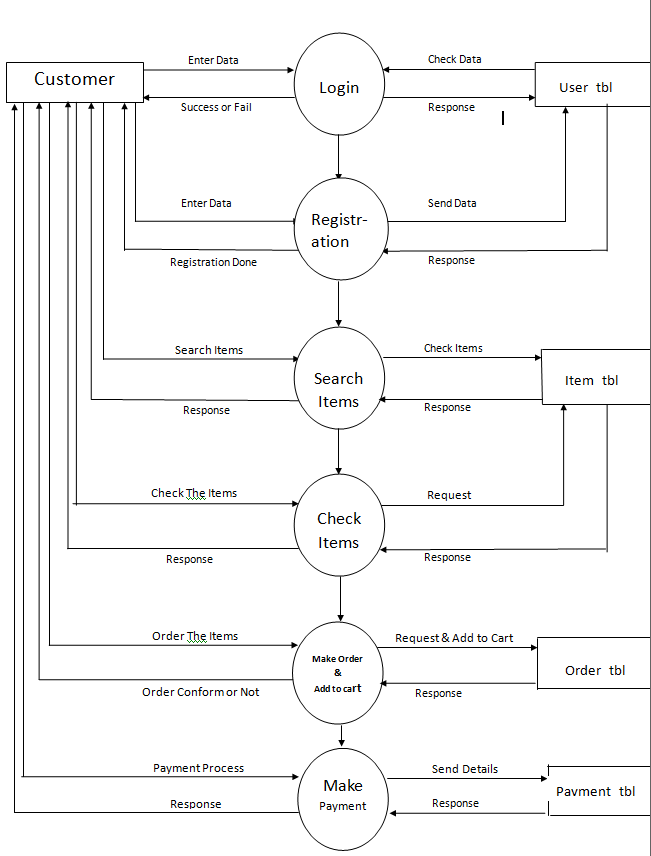 Enter Data
Check Data
Customer
Login
User tbl
Success or Fail
Response
Enter Data
Send Data
Registr-
ation
Registration Done
Response
Search Items
Check Items
Search
Items
Item tbl
Response
Response
Check The Items
Request
Check
Items
Response
Response
Order The Items
Request & Add to Cart
Make Order
&
Add to cart
Order tbl
Order Conform or Not
Response
Payment Process
Send Details
Make
Payment
Payment tbl
Response
Response